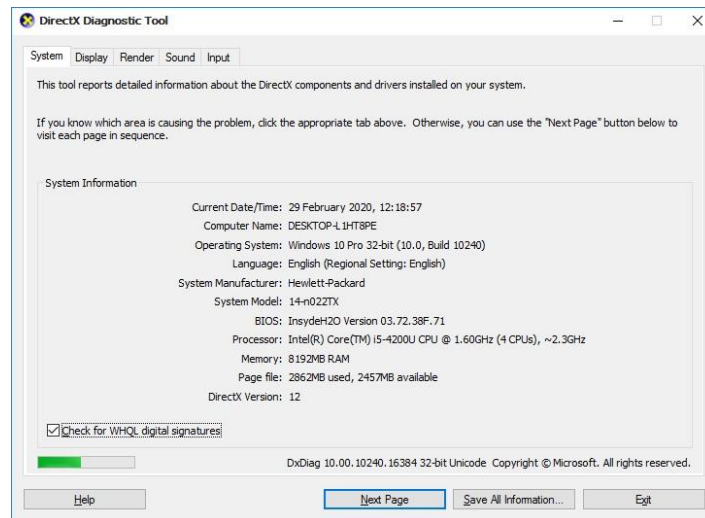 DirectX Diagnostic Tool
System Display Render Sound Input
This tool reports detailed information about the DirectX components and drivers installed on your system.
If you know which area is causing the problem, click the appropriate tab above.  Otherwise, you can use the "Next Page" button below to
visit each page in sequence.
System Information
Current Date/Time: 29 February 2020, 12:18:57
Computer Name: DESKTOP-L1HT8PE
Operating System: Windows 10 Pro 32-bit (10.0, Build 10240)
Language: English (Regional Setting: English)
System Manufacturer: Hewlett-Packard
System Model: 14-n022TX
BIOS: InsydeH2O Version 03.72.38F.71
Processor: Intel(R) Core(TM) i5-4200U CPU @ 1.60GHz (4 CPUs), ~2.3GHz
Memory: 8192MB RAM
Page file: 2862MB used, 2457MB available
DirectX Version: 12
Check for WHQL digital signatures
DxDiag 10.00.10240.16384 32-bit Unicode  Copyright © Microsoft. All rights reserved.
Help Next Page Save All Information... Exit